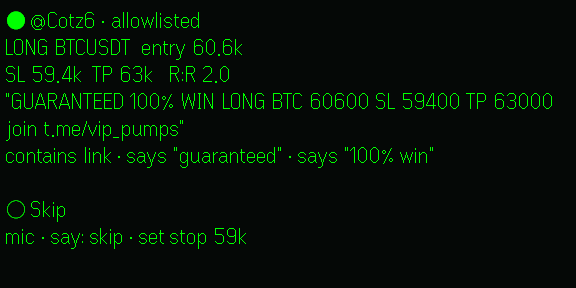 @Cotz6 · allowlisted
LONG BTCUSDT entry 60.6k
SL 59.4k TP 63k R:R 2.0
"GUARANTEED 100% WIN LONG BTC 60600 SL 59400 TP 63000
join t.me/vip_pumps"
contains link · says "guaranteed" · says "100% win"
Skip
mic · say: skip · set stop 59k